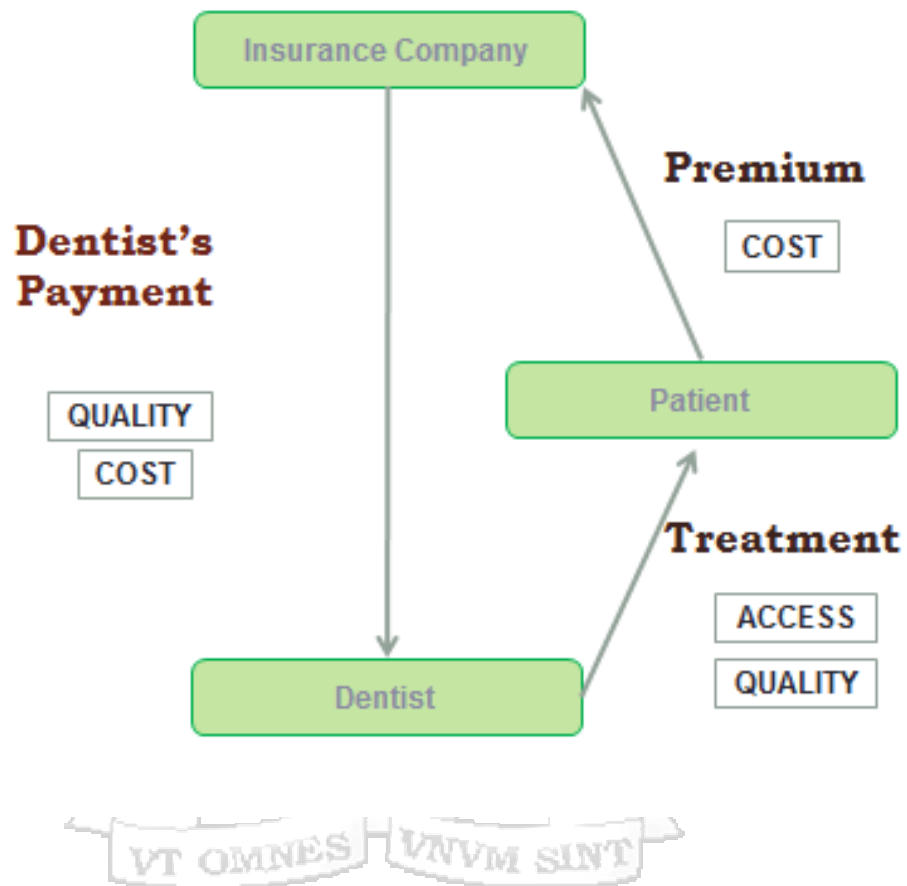 Insurance Company
Premium
COST
Dentist's
Payment
QUALITY
COST
Patient
Treatment
ACCESS
QUALITY
Dentist
VT OMNES VNVM SINT